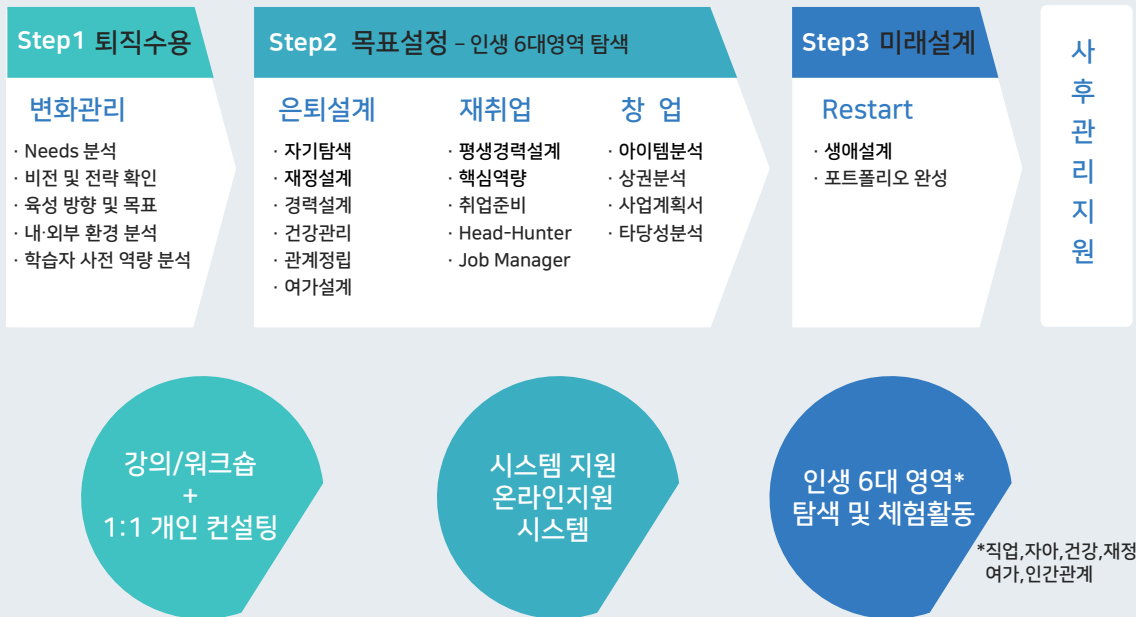 Step1 퇴직수용
변화관리
· Needs 분석
· 비전 및 전략 확인
· 육성 방향 및 목표
· 내·외부 환경 분석
· 학습자 사전 역량 분석
Step2 목표설정 – 인생 6대영역 탐색
은퇴설계
· 자기탐색
· 재정설계
· 경력설계
· 건강관리
· 관계정립
· 여가설계
재취업
· 평생경력설계
· 핵심역량
· 취업준비
· Head-Hunter
· Job Manager
창 업
· 아이템분석
· 상권분석
· 사업계획서
· 타당성분석
Step3 미래설계
Restart
· 생애설계
· 포트폴리오 완성
사
후
관
리
지
원
강의/워크숍
+
1:1 개인 컨설팅
시스템 지원
온라인지원
시스템
인생 6대 영역*
탐색 및 체험활동
*직업,자아,건강,재정
여가,인간관계